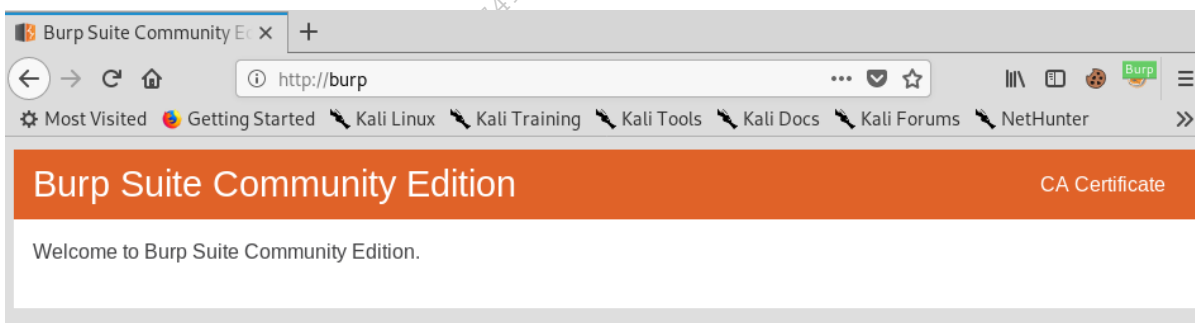 Burp Suite Community Ed
http://burp
Burp
Most Visited Getting Started Kali Linux Kali Training Kali Tools Kali Docs Kali Forums NetHunter
Burp Suite Community Edition
CA Certificate
Welcome to Burp Suite Community Edition.